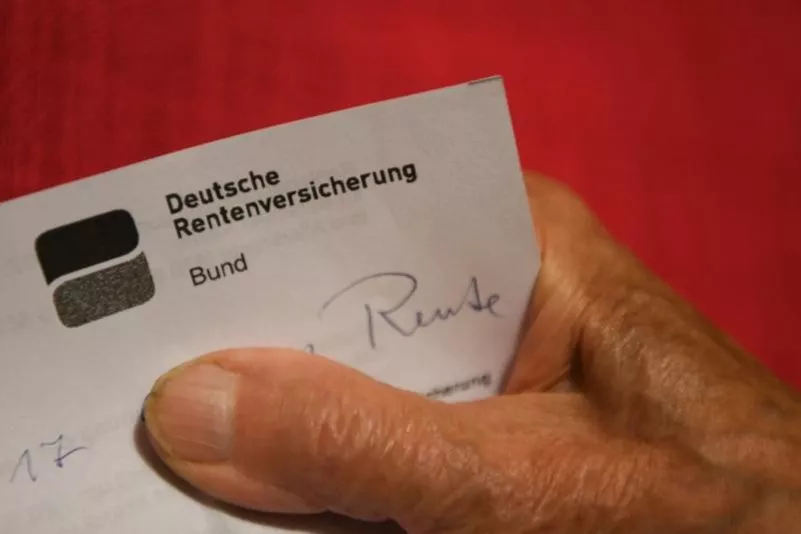 Deutsche
Rentenversicherung
Bund
Rente
17